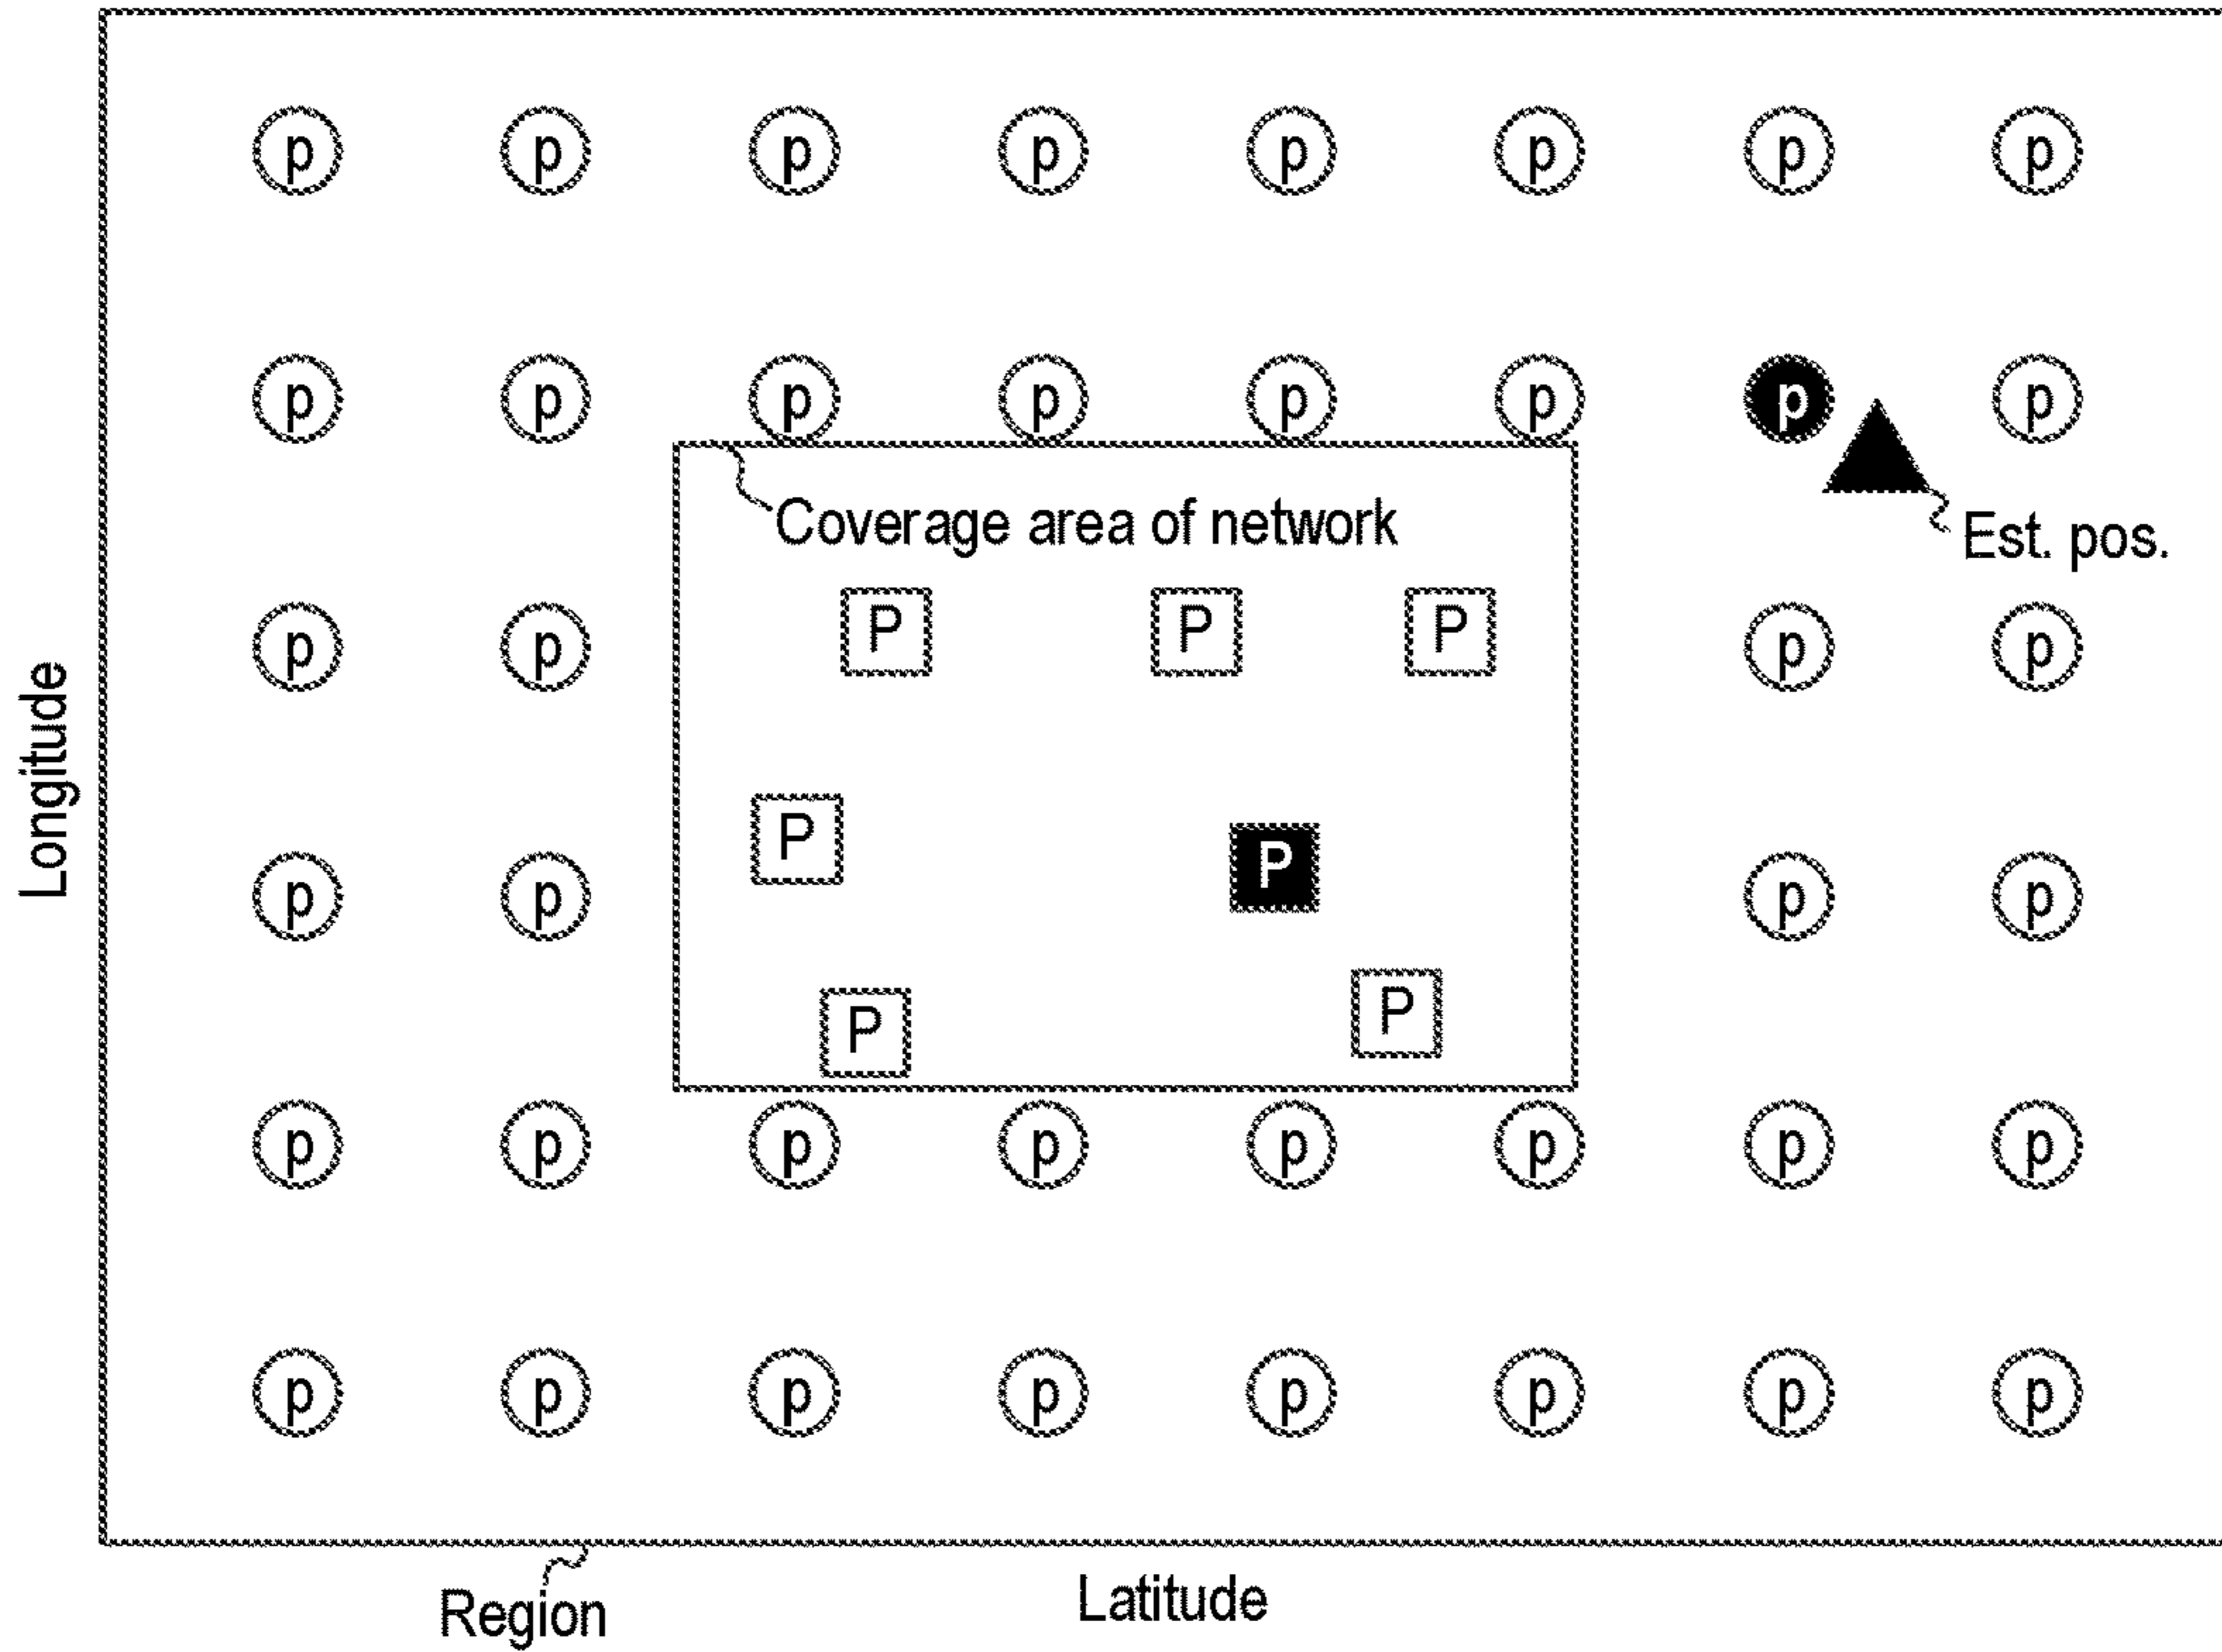 p p p p p p p p
p p p p p p p p
Coverage area of network
Est. pos.
p p P P P p p
Longitude
p p P P p p
P P
p p p p p p p p
p p p p p p p p
Region
Latitude